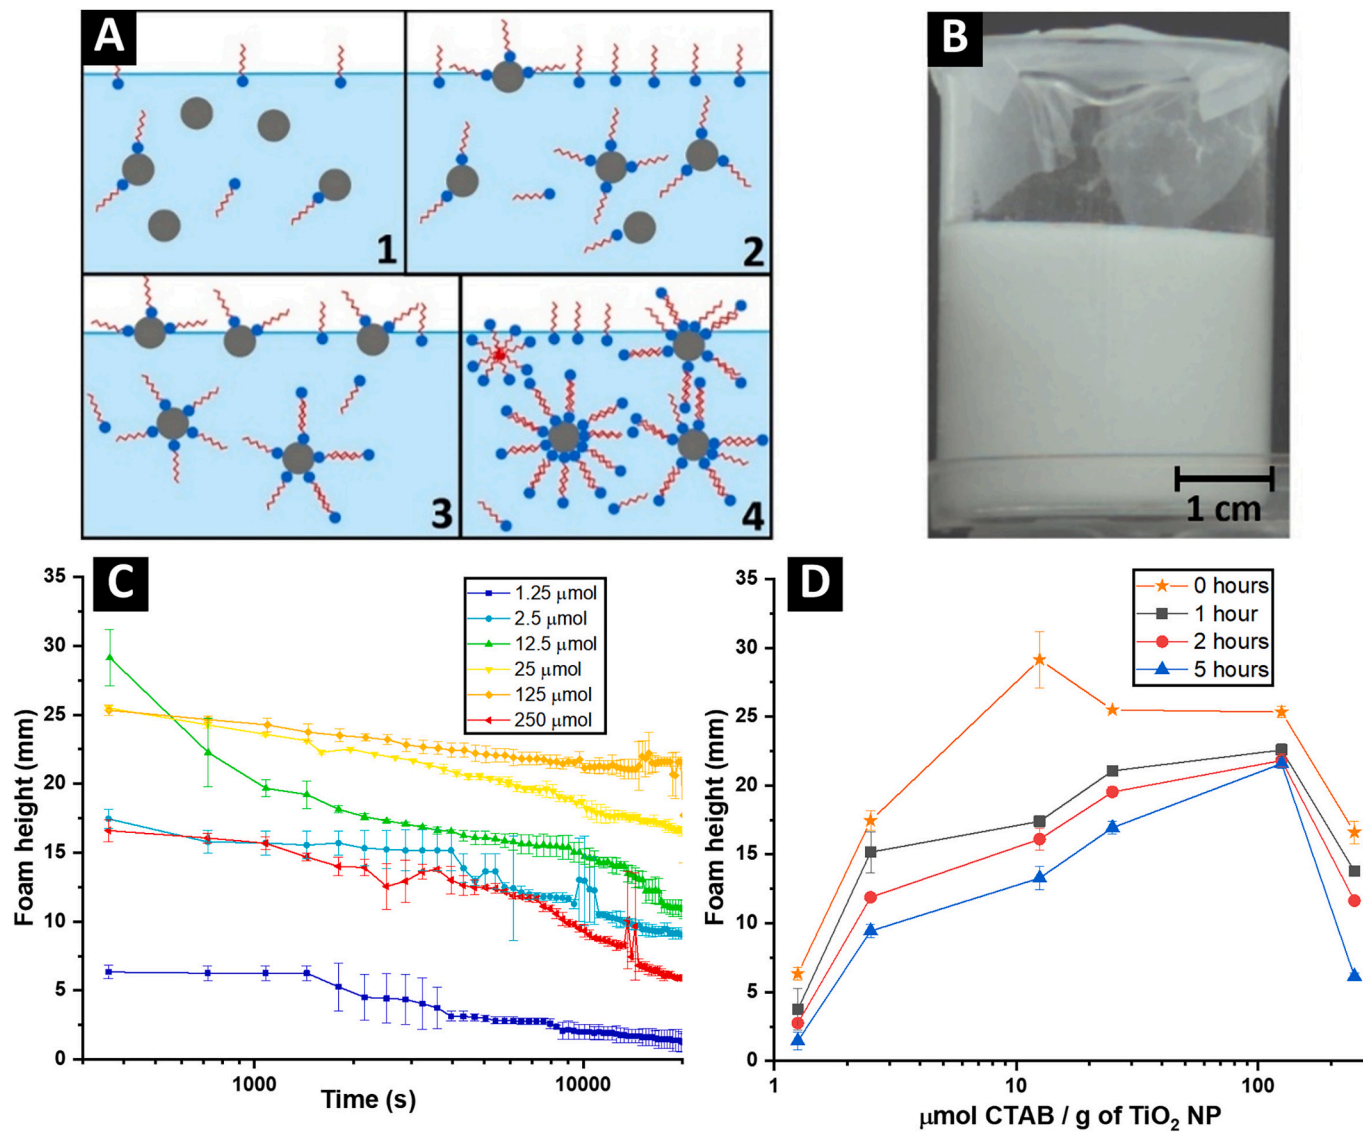 A
1
2
3
4
B
1 cm
C
35
30
25
20
15
10
5
0
Foam height (mm)
1000
10000
Time (s)
1.25 μmol
2.5 μmol
12.5 μmol
25 μmol
125 μmol
250 μmol
D
35
30
25
20
15
10
5
0
Foam height (mm)
1
10
100
μmol CTAB / g of TiO₂ NP
0 hours
1 hour
2 hours
5 hours